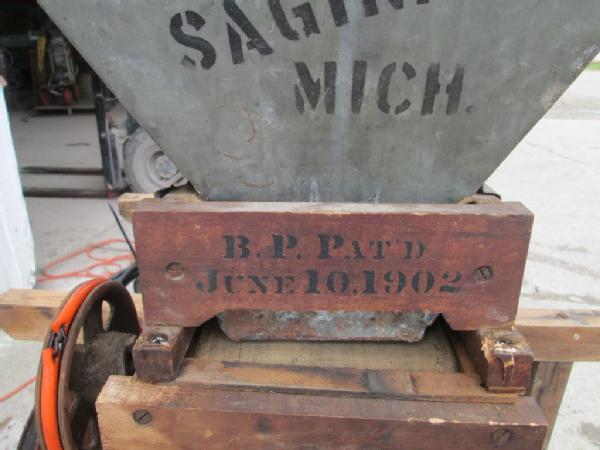 MICH.
B.P. PAT'D
JUNE 10, 1902